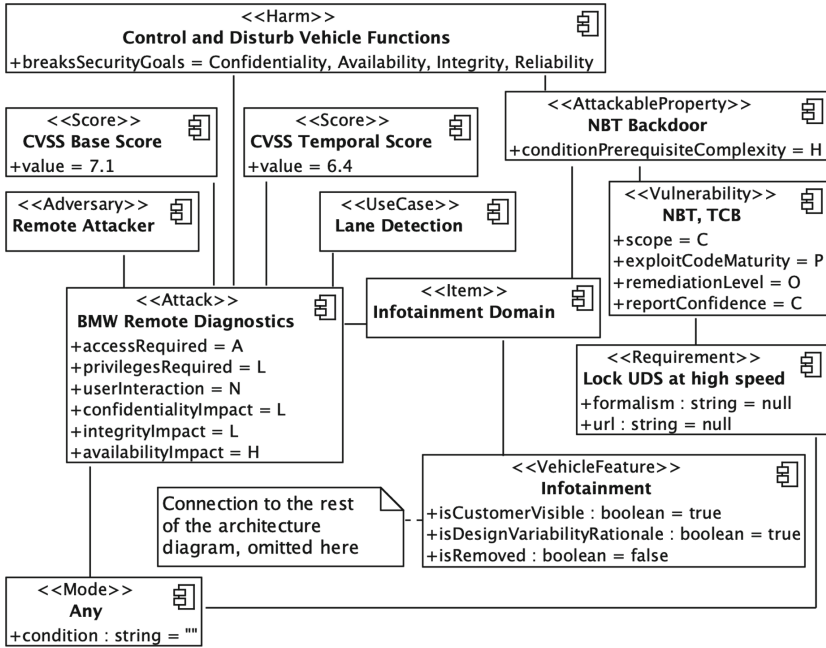 <<Harm>>
Control and Disturb Vehicle Functions
+breaksSecurityGoals = Confidentiality, Availability, Integrity, Reliability
<<Score>>
CVSS Base Score
+value = 7.1
<<Score>>
CVSS Temporal Score
+value = 6.4
<<AttackableProperty>>
NBT Backdoor
+conditionPrerequisiteComplexity = H
<<Adversary>>
Remote Attacker
<<UseCase>>
Lane Detection
<<Vulnerability>>
NBT, TCB
+scope = C
+exploitCodeMaturity = P
+remediationLevel = O
+reportConfidence = C
<<Attack>>
BMW Remote Diagnostics
+accessRequired = A
+privilegesRequired = L
+userInteraction = N
+confidentialityImpact = L
+integrityImpact = L
+availabilityImpact = H
<<Item>>
Infotainment Domain
<<Requirement>>
Lock UDS at high speed
+formalism : string = null
+url : string = null
<<VehicleFeature>>
Infotainment
+isCustomerVisible : boolean = true
+isDesignVariabilityRationale : boolean = true
+isRemoved : boolean = false
Connection to the rest
of the architecture
diagram, omitted here
<<Mode>>
Any
+condition : string = ""